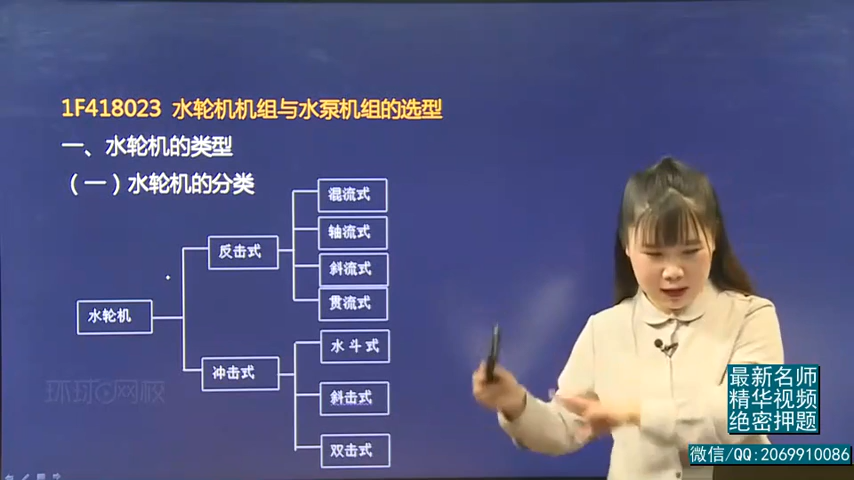 1F418023 水轮机机组与水泵机组的选型
一、水轮机的类型
（一）水轮机的分类
水轮机
反击式
混流式
轴流式
斜流式
贯流式
冲击式
水斗式
斜击式
双击式
环球网校
最新名师
精华视频
绝密押题
微信/QQ:2069910086